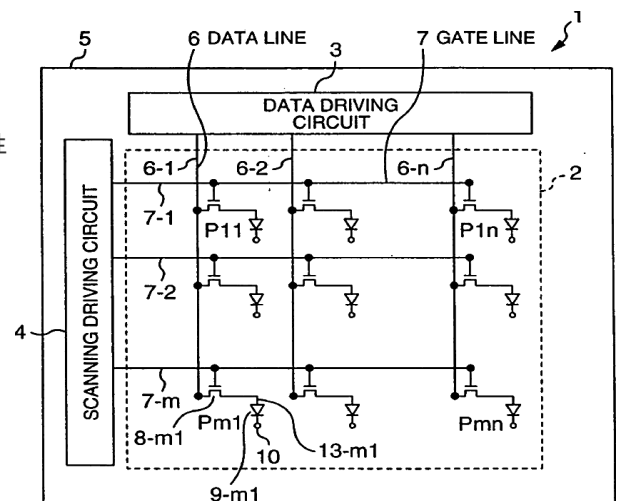 1
5
6 DATA LINE
3
7 GATE LINE
DATA DRIVING
CIRCUIT
6-1
6-2
6-n
2
7-1
P11
P1n
7-2
4
SCANNING DRIVING CIRCUIT
7-m
8-m1
Pm1
10
13-m1
Pmn
9-m1